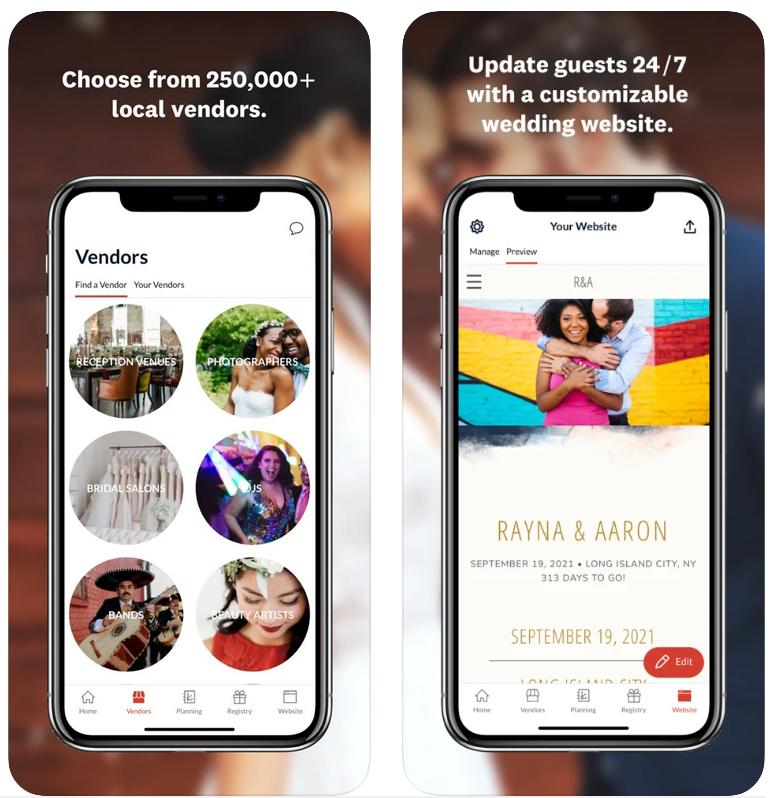 Choose from 250,000+
local vendors.
Vendors
Find a Vendor Your Vendors
RECEPTION VENUES PHOTOGRAPHERS
BRIDAL SALONS DJS
BANDS BEAUTY ARTISTS
Home Vendors Planning Registry Website
Update guests 24/7
with a customizable
wedding website.
Your Website
Manage Preview
R&A
RAYNA & AARON
SEPTEMBER 19, 2021 • LONG ISLAND CITY, NY
313 DAYS TO GO!
SEPTEMBER 19, 2021
Edit
LONG ISLAND CITY
Home Vendors Planning Registry Website